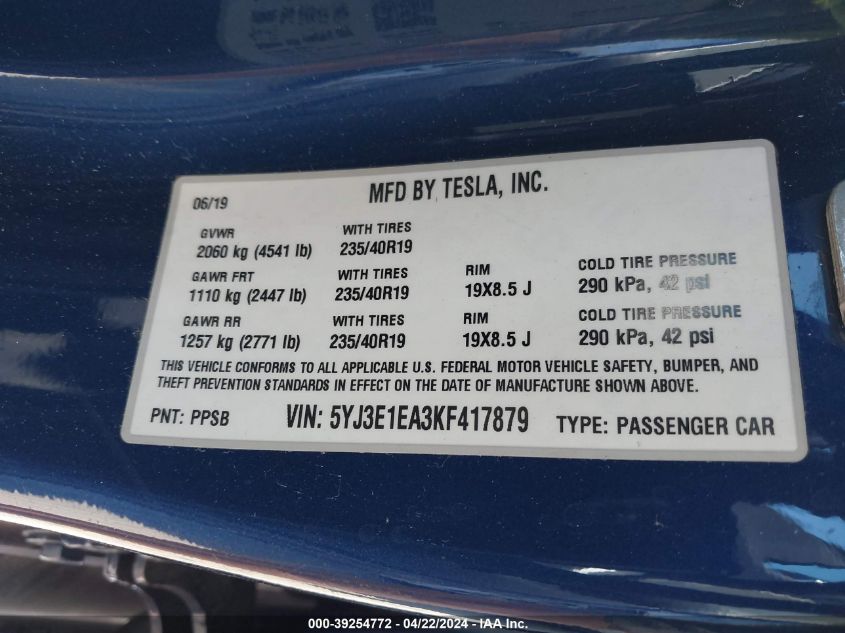 06/19 MFD BY TESLA, INC.
GVWR WITH TIRES
2060 kg (4541 lb) 235/40R19
GAWR FRT WITH TIRES RIM COLD TIRE PRESSURE
1110 kg (2447 lb) 235/40R19 19X8.5 J 290 kPa, 42 psi
GAWR RR WITH TIRES RIM COLD TIRE PRESSURE
1257 kg (2771 lb) 235/40R19 19X8.5 J 290 kPa, 42 psi
THIS VEHICLE CONFORMS TO ALL APPLICABLE U.S. FEDERAL MOTOR VEHICLE SAFETY, BUMPER, AND
THEFT PREVENTION STANDARDS IN EFFECT ON THE DATE OF MANUFACTURE SHOWN ABOVE.
PNT: PPSB VIN: 5YJ3E1EA3KF417879 TYPE: PASSENGER CAR
000-39254772 - 04/22/2024 - IAAI.COM